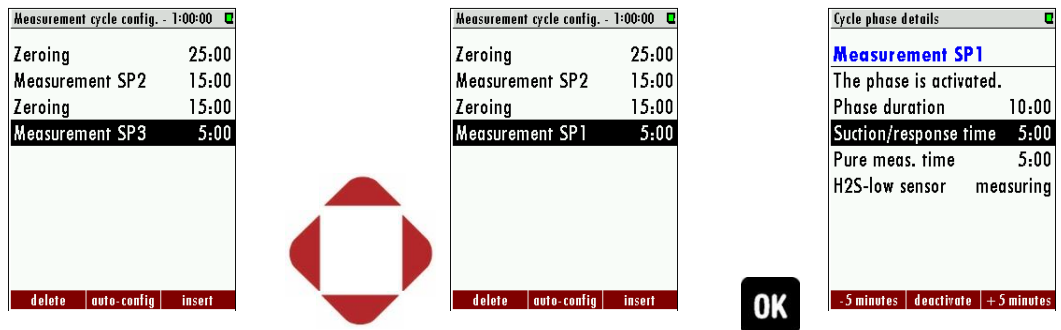 Measurement cycle config. - 1:00:00
Zeroing 25:00
Measurement SP2 15:00
Zeroing 15:00
Measurement SP3 5:00
delete auto-config insert
Measurement cycle config. - 1:00:00
Zeroing 25:00
Measurement SP2 15:00
Zeroing 15:00
Measurement SP1 5:00
delete auto-config insert
OK
Cycle phase details
Measurement SP1
The phase is activated.
Phase duration 10:00
Suction/response time 5:00
Pure meas. time 5:00
H2S-low sensor measuring
-5 minutes deactivate +5 minutes